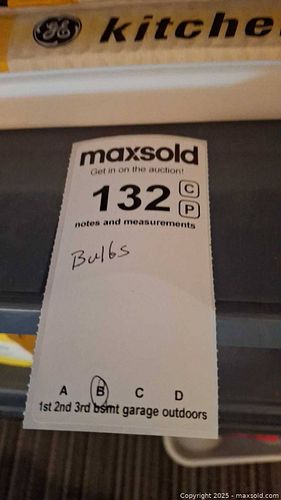 GE kitche
maxsold
Get in on the auction!
132 C
P
notes and measurements
Bulbs
A B C D
1st 2nd 3rd bsmt garage outdoors
Copyright © 2025 - maxsold.com